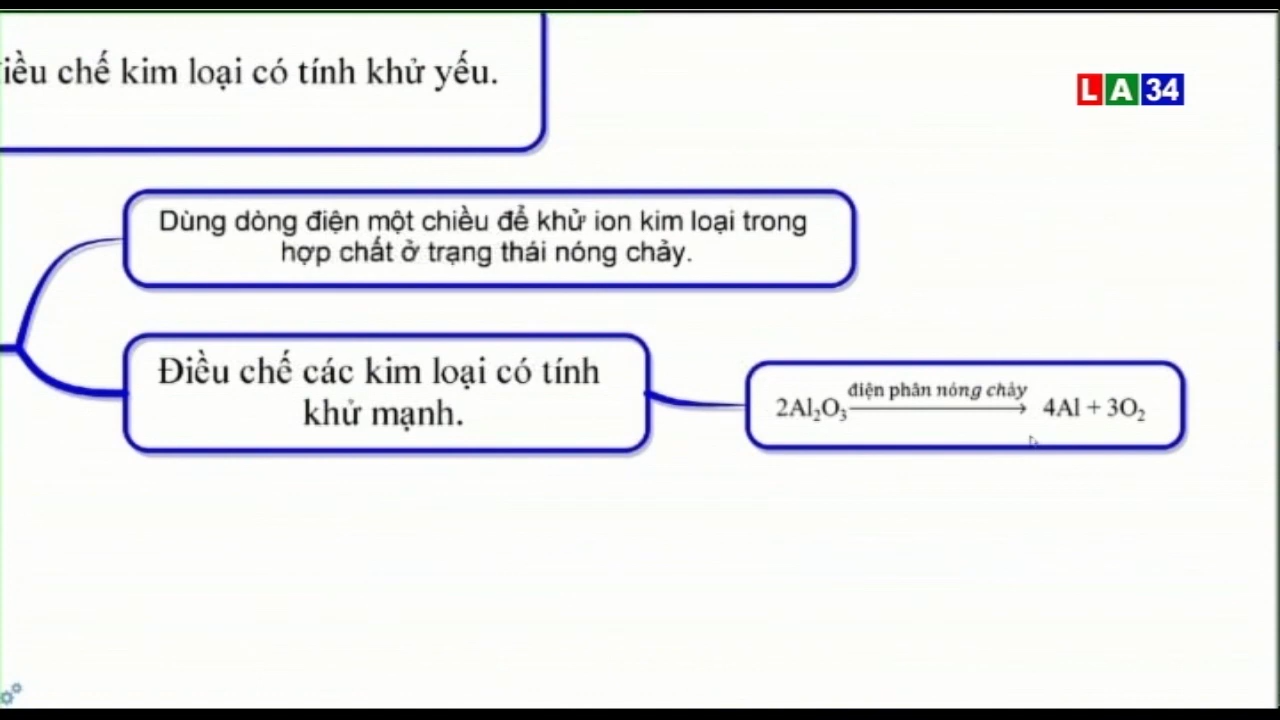 iều chế kim loại có tính khử yếu.
LA34
Dùng dòng điện một chiều để khử ion kim loại trong
hợp chất ở trạng thái nóng chảy.
Điều chế các kim loại có tính
khử mạnh.
điện phân nóng chảy
2Al₂O₃ ⟶ 4Al + 3O₂